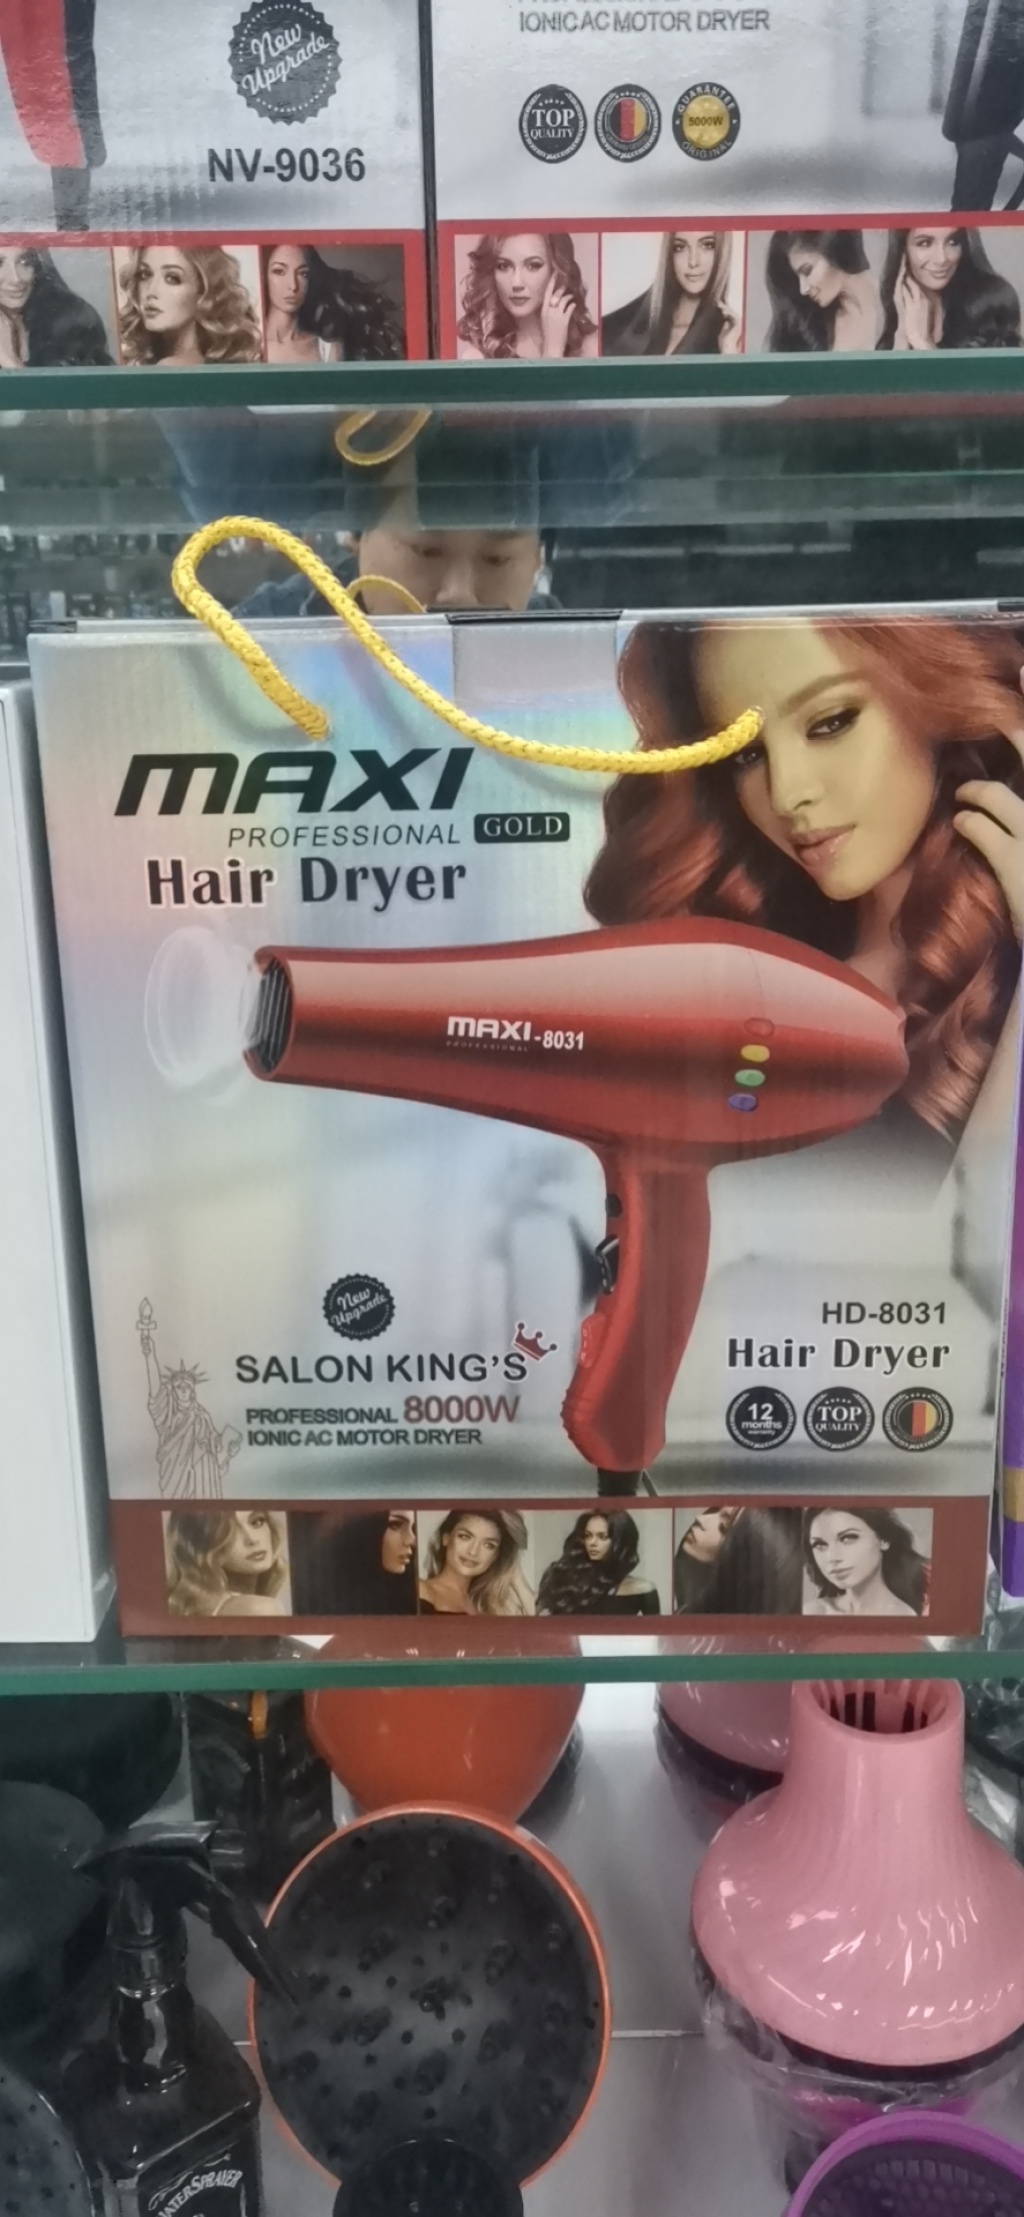 New
Upgrade
NV-9036
IONIC AC MOTOR DRYER
TOP
QUALITY
GUARANTEE
5000W
ORIGINAL
MAXI
PROFESSIONAL GOLD
Hair Dryer
MAXI-8031
PROFESSIONAL
New
Upgrade
SALON KING'S
PROFESSIONAL 8000W
IONIC AC MOTOR DRYER
HD-8031
Hair Dryer
12
months
warranty
TOP
QUALITY